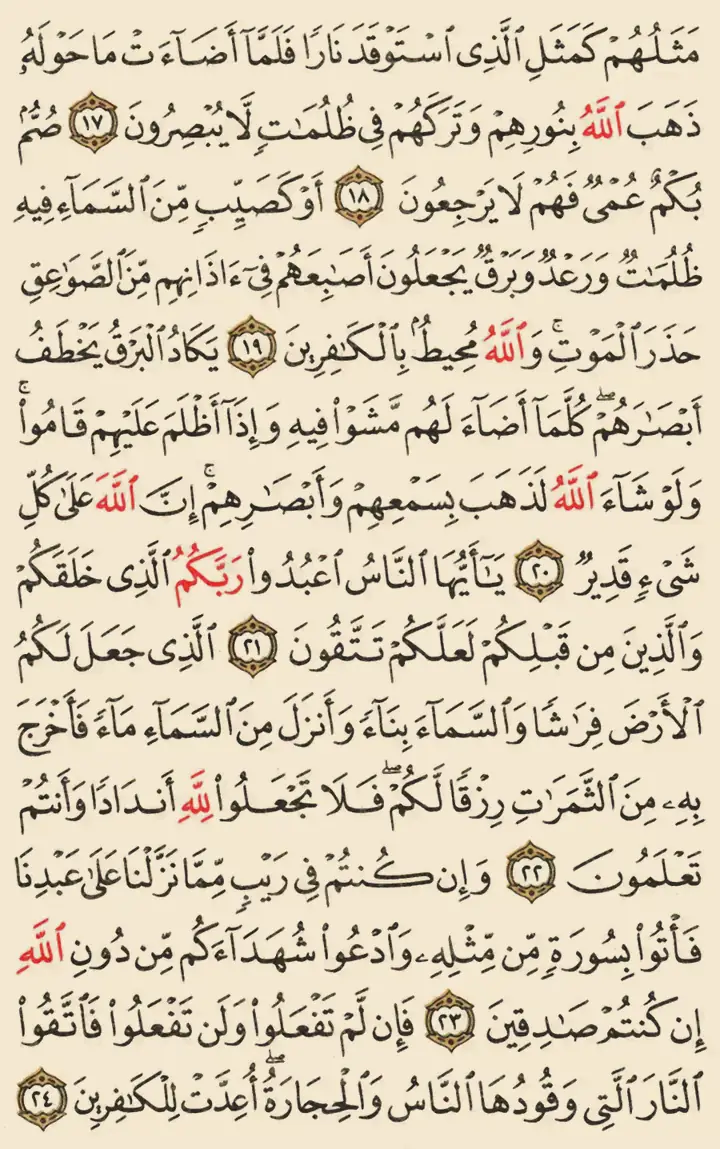 مَثَلُهُمْ كَمَثَلِ ٱلَّذِى ٱسْتَوْقَدَ نَارًا فَلَمَّآ أَضَآءَتْ مَا حَوْلَهُۥ
ذَهَبَ ٱللَّهُ بِنُورِهِمْ وَتَرَكَهُمْ فِى ظُلُمَـٰتٍ لَّا يُبْصِرُونَ ١٧ صُمٌّۢ
بُكْمٌ عُمْىٌ فَهُمْ لَا يَرْجِعُونَ ١٨ أَوْ كَصَيِّبٍ مِّنَ ٱلسَّمَآءِ فِيهِ
ظُلُمَـٰتٌ وَرَعْدٌ وَبَرْقٌ يَجْعَلُونَ أَصَـٰبِعَهُمْ فِىٓ ءَاذَانِهِم مِّنَ ٱلصَّوَٰعِقِ
حَذَرَ ٱلْمَوْتِ ۚ وَٱللَّهُ مُحِيطٌۢ بِٱلْكَـٰفِرِينَ ١٩ يَكَادُ ٱلْبَرْقُ يَخْطَفُ
أَبْصَـٰرَهُمْ ۖ كُلَّمَآ أَضَآءَ لَهُم مَّشَوْا۟ فِيهِ وَإِذَآ أَظْلَمَ عَلَيْهِمْ قَامُوا۟ ۚ
وَلَوْ شَآءَ ٱللَّهُ لَذَهَبَ بِسَمْعِهِمْ وَأَبْصَـٰرِهِمْ ۚ إِنَّ ٱللَّهَ عَلَىٰ كُلِّ
شَىْءٍ قَدِيرٌ ٢٠ يَـٰٓأَيُّهَا ٱلنَّاسُ ٱعْبُدُوا۟ رَبَّكُمُ ٱلَّذِى خَلَقَكُمْ
وَٱلَّذِينَ مِن قَبْلِكُمْ لَعَلَّكُمْ تَتَّقُونَ ٢١ ٱلَّذِى جَعَلَ لَكُمُ
ٱلْأَرْضَ فِرَٰشًا وَٱلسَّمَآءَ بِنَآءً وَأَنزَلَ مِنَ ٱلسَّمَآءِ مَآءً فَأَخْرَجَ
بِهِۦ مِنَ ٱلثَّمَرَٰتِ رِزْقًا لَّكُمْ ۖ فَلَا تَجْعَلُوا۟ لِلَّهِ أَندَادًا وَأَنتُمْ
تَعْلَمُونَ ٢٢ وَإِن كُنتُمْ فِى رَيْبٍ مِّمَّا نَزَّلْنَا عَلَىٰ عَبْدِنَا
فَأْتُوا۟ بِسُورَةٍ مِّن مِّثْلِهِۦ وَٱدْعُوا۟ شُهَدَآءَكُم مِّن دُونِ ٱللَّهِ
إِن كُنتُمْ صَـٰدِقِينَ ٢٣ فَإِن لَّمْ تَفْعَلُوا۟ وَلَن تَفْعَلُوا۟ فَٱتَّقُوا۟
ٱلنَّارَ ٱلَّتِى وَقُودُهَا ٱلنَّاسُ وَٱلْحِجَارَةُ ۖ أُعِدَّتْ لِلْكَـٰفِرِينَ ٢٤